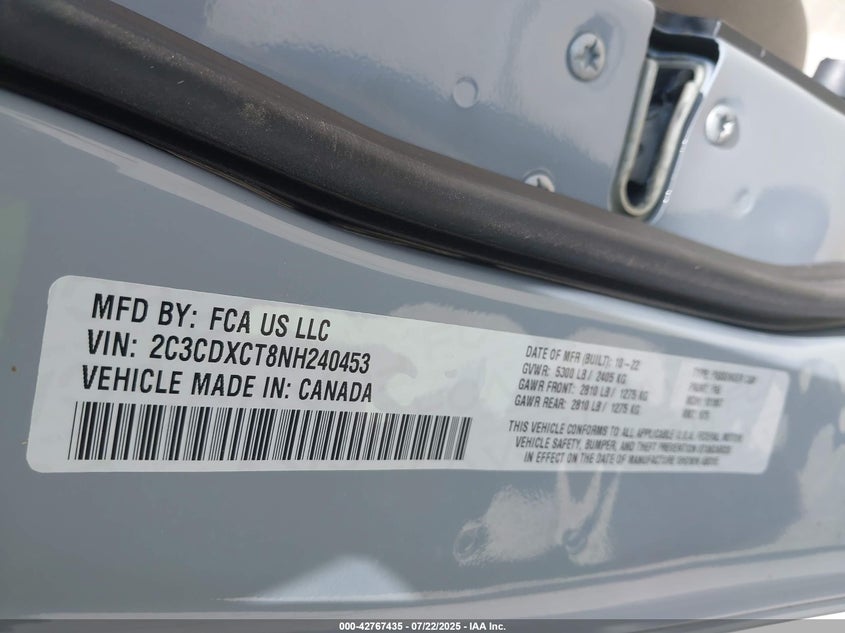 MFD BY: FCA US LLC
VIN: 2C3CDXCT8NH240453
VEHICLE MADE IN: CANADA
DATE OF MFR (BUILT): 10-22
GVWR: 5300 LB / 2405 KG
GAWR FRONT: 2810 LB / 1275 KG
GAWR REAR: 2810 LB / 1275 KG
TYPE: PASSENGER CAR
THIS VEHICLE CONFORMS TO ALL APPLICABLE U.S.A. FEDERAL MOTOR
VEHICLE SAFETY, BUMPER, AND THEFT PREVENTION STANDARDS
IN EFFECT ON THE DATE OF MANUFACTURE SHOWN ABOVE.
000-42767435 - 07/22/2025 - IAA Inc.